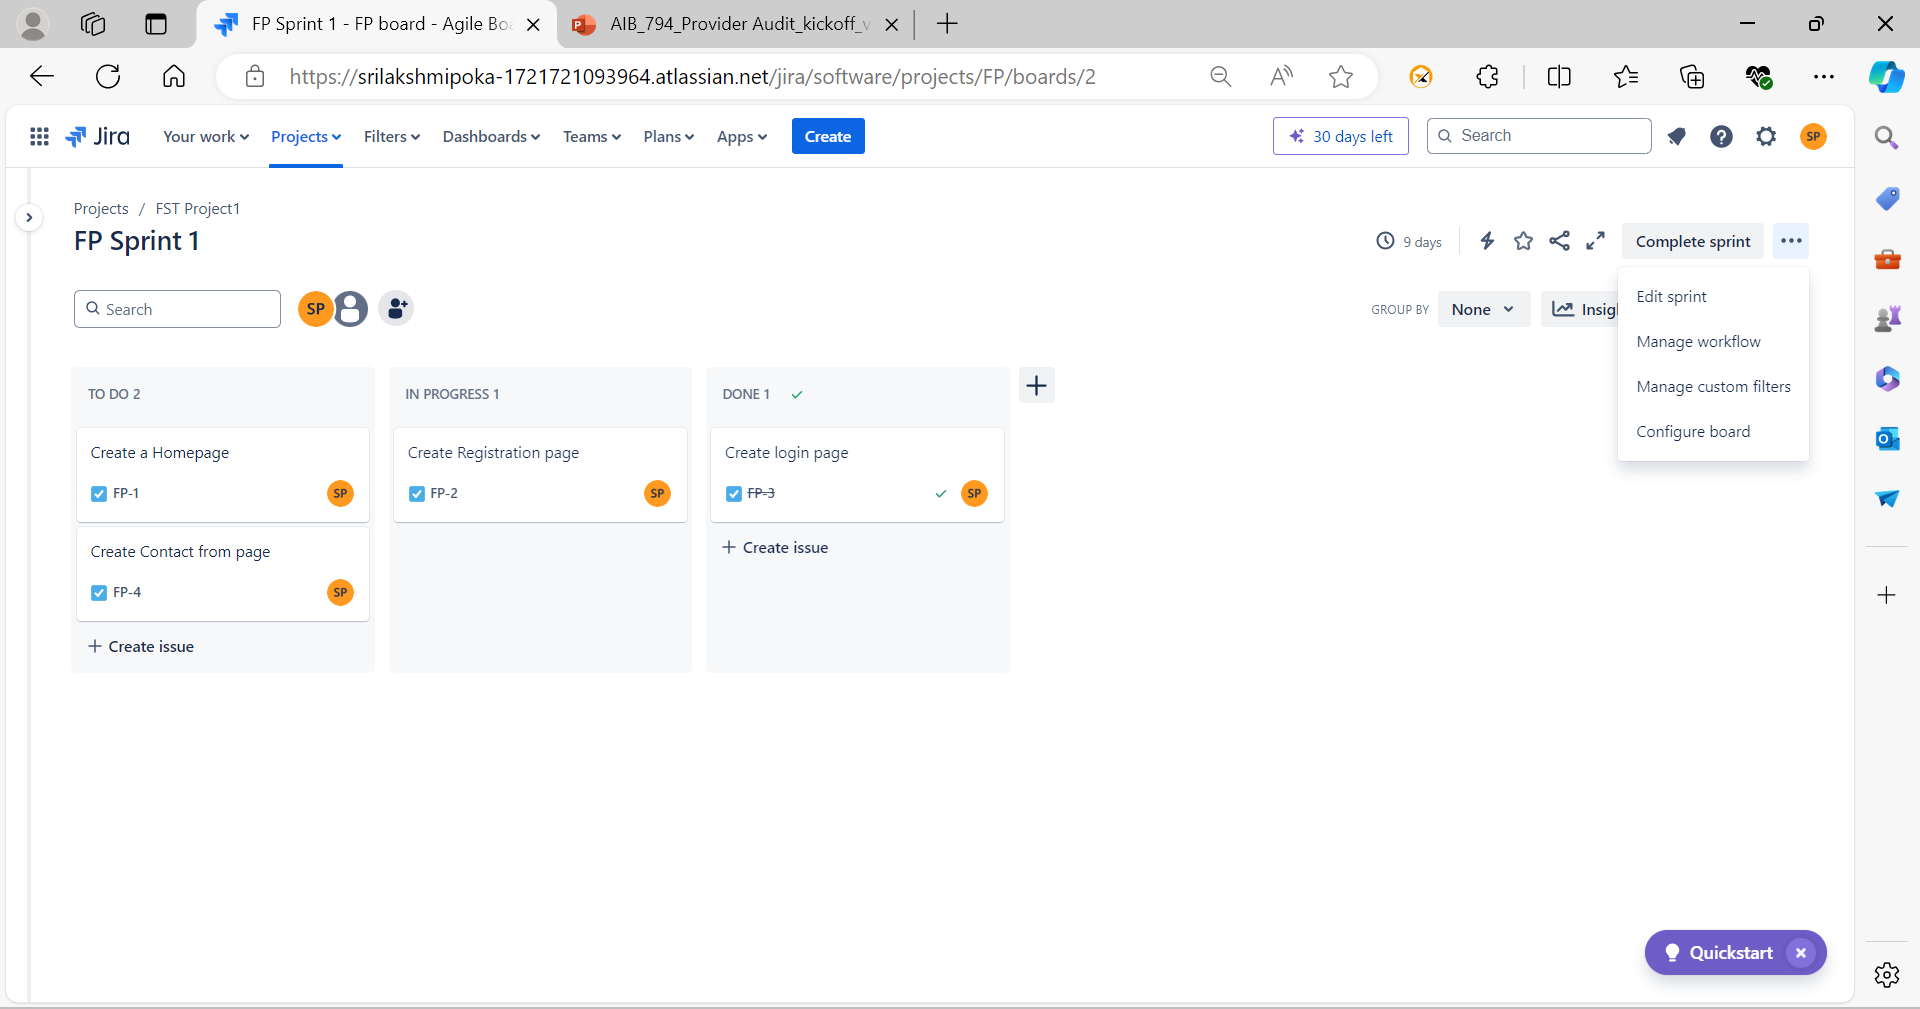 FP Sprint 1 - FP board - Agile Bo
AIB_794_Provider Audit_kickoff_v
https://srilakshmipoka-1721721093964.atlassian.net/jira/software/projects/FP/boards/2
Jira
Your work
Projects
Filters
Dashboards
Teams
Plans
Apps
Create
30 days left
Search
SP
Projects / FST Project1
FP Sprint 1
9 days
Complete sprint
Edit sprint
Manage workflow
Manage custom filters
Configure board
Search
SP
GROUP BY
None
Insigh
TO DO 2
IN PROGRESS 1
DONE 1
Create a Homepage
FP-1
SP
Create Registration page
FP-2
SP
Create login page
FP-3
SP
Create Contact from page
FP-4
SP
+ Create issue
+ Create issue
Quickstart